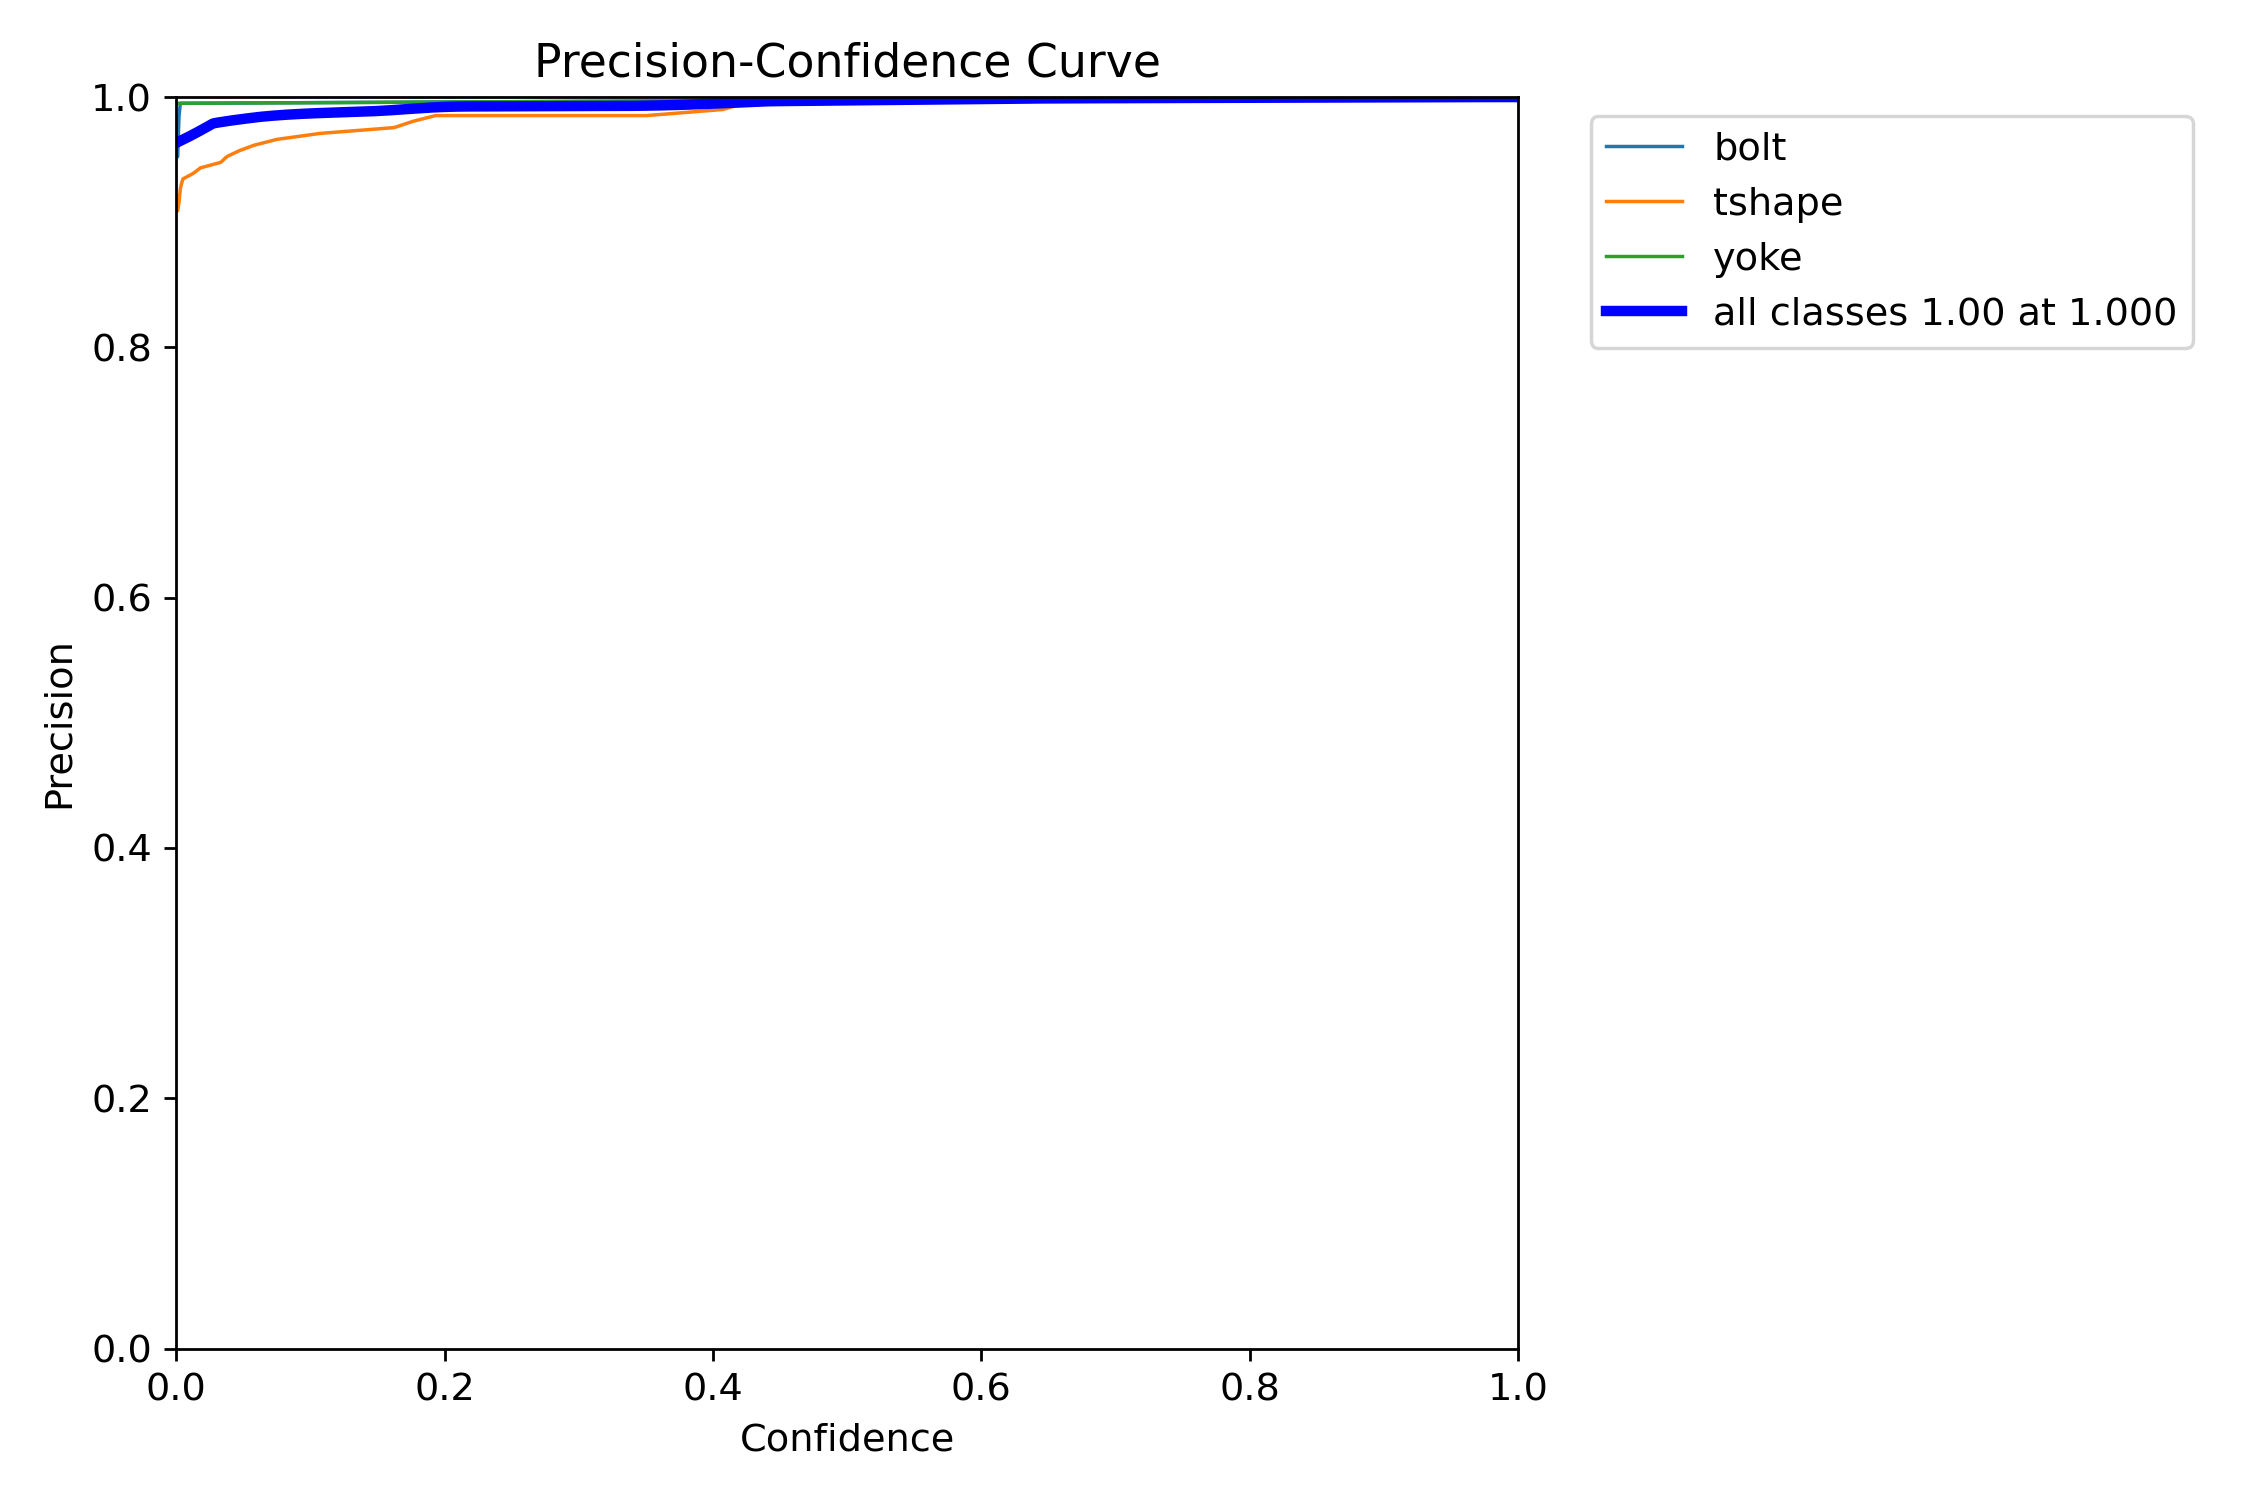 Precision-Confidence Curve
1.0
0.8
0.6
0.4
0.2
0.0
Precision
0.0 0.2 0.4 0.6 0.8 1.0
Confidence
bolt
tshape
yoke
all classes 1.00 at 1.000